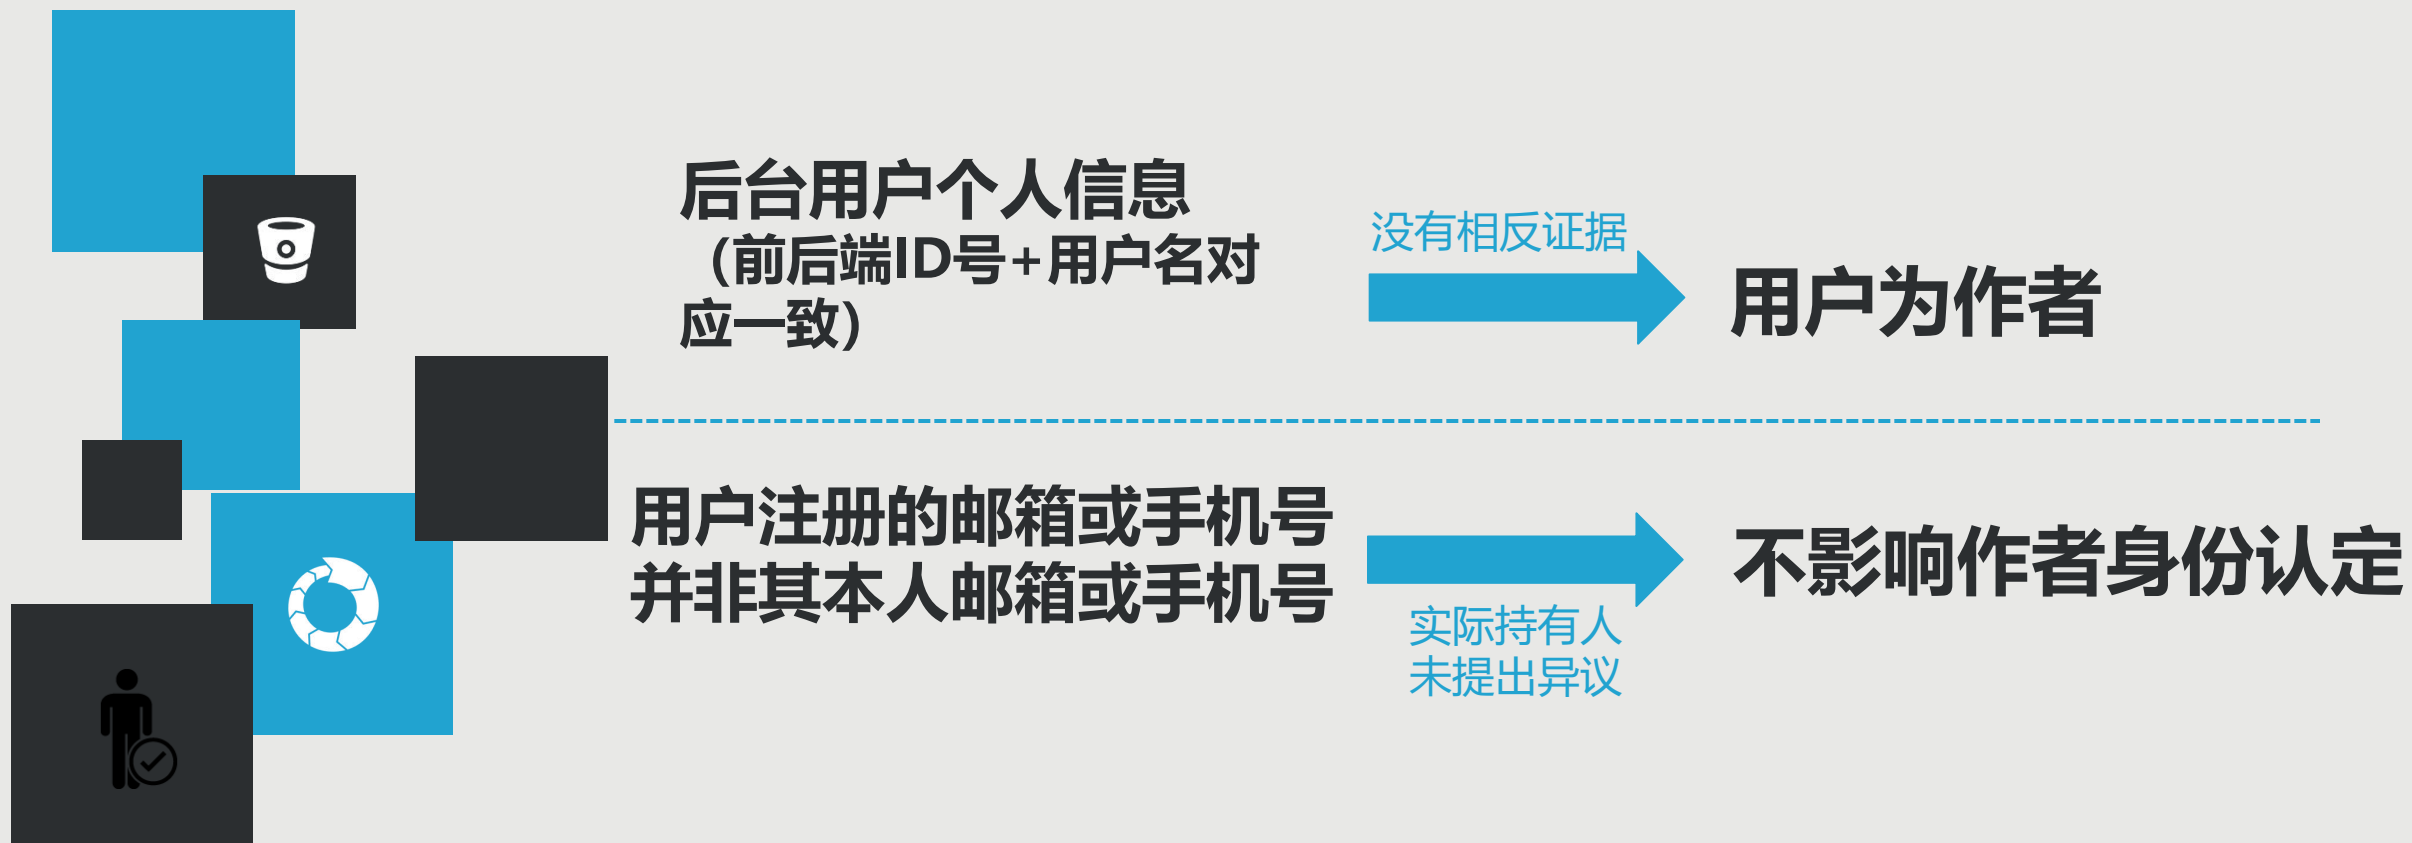 后台用户个人信息
（前后端ID号+用户名对
应一致）
没有相反证据
用户为作者
用户注册的邮箱或手机号
并非其本人邮箱或手机号
实际持有人
未提出异议
不影响作者身份认定